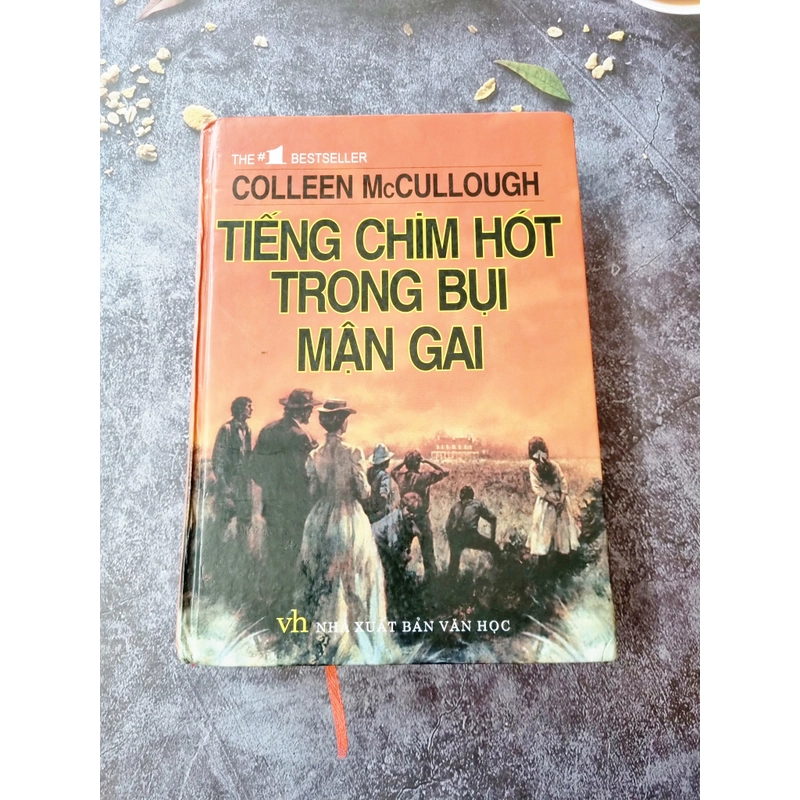 THE #1 BESTSELLER
COLLEEN McCULLOUGH
TIẾNG CHIM HÓT
TRONG BỤI
MẬN GAI
vh NHÀ XUẤT BẢN VĂN HỌC